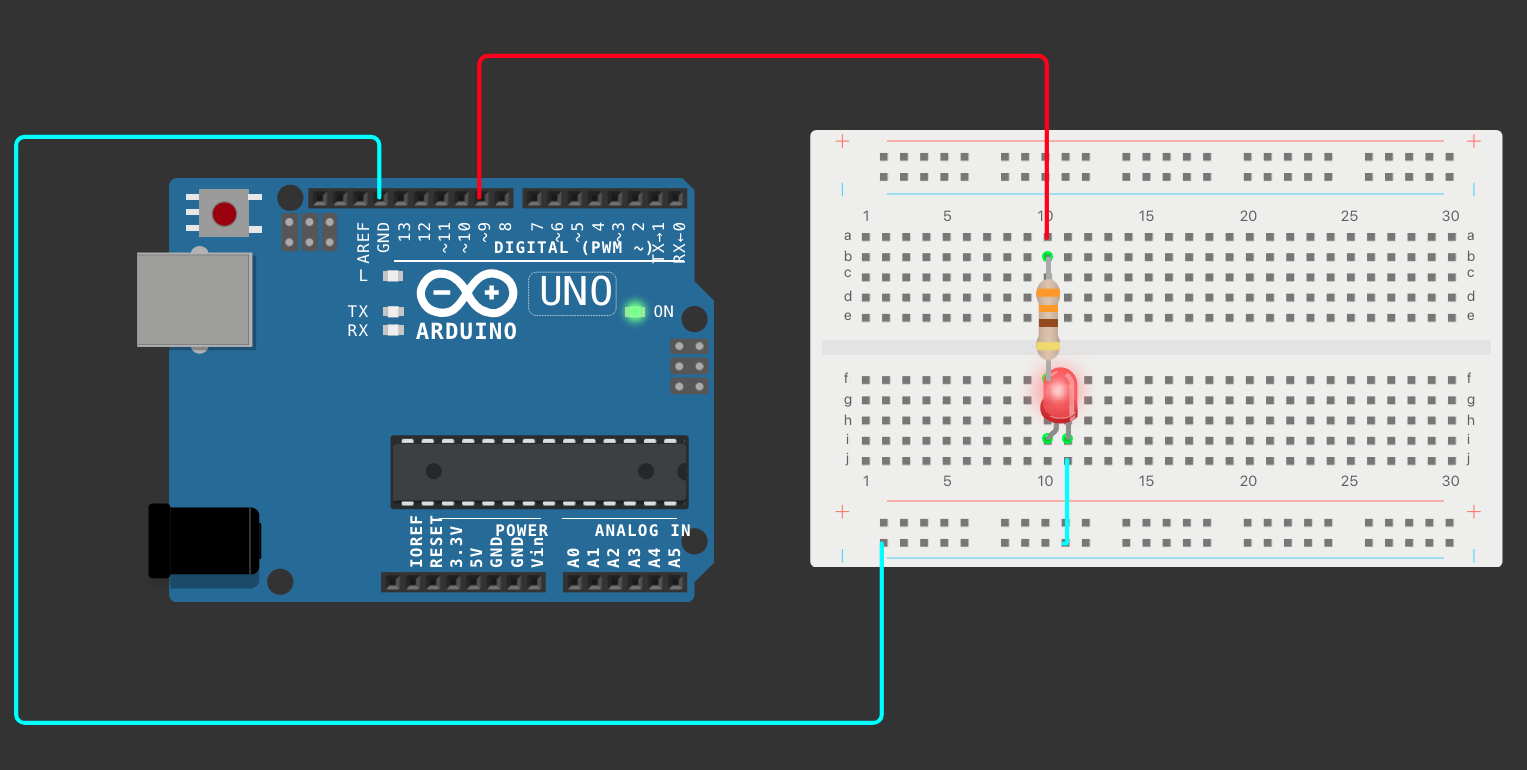 AREF
GND
13
12
~11
~10
~9
8
7
~6
~5
4
~3
2
TX→1
RX←0
DIGITAL (PWM ~)
L
TX
RX
UNO
ON
ARDUINO
POWER
ANALOG IN
IOREF
RESET
3.3V
5V
GND
GND
Vin
A0
A1
A2
A3
A4
A5
+ +
1 5 10 15 20 25 30
a a
b b
c c
d d
e e
f f
g g
h h
i i
j j
1 5 10 15 20 25 30
+ +